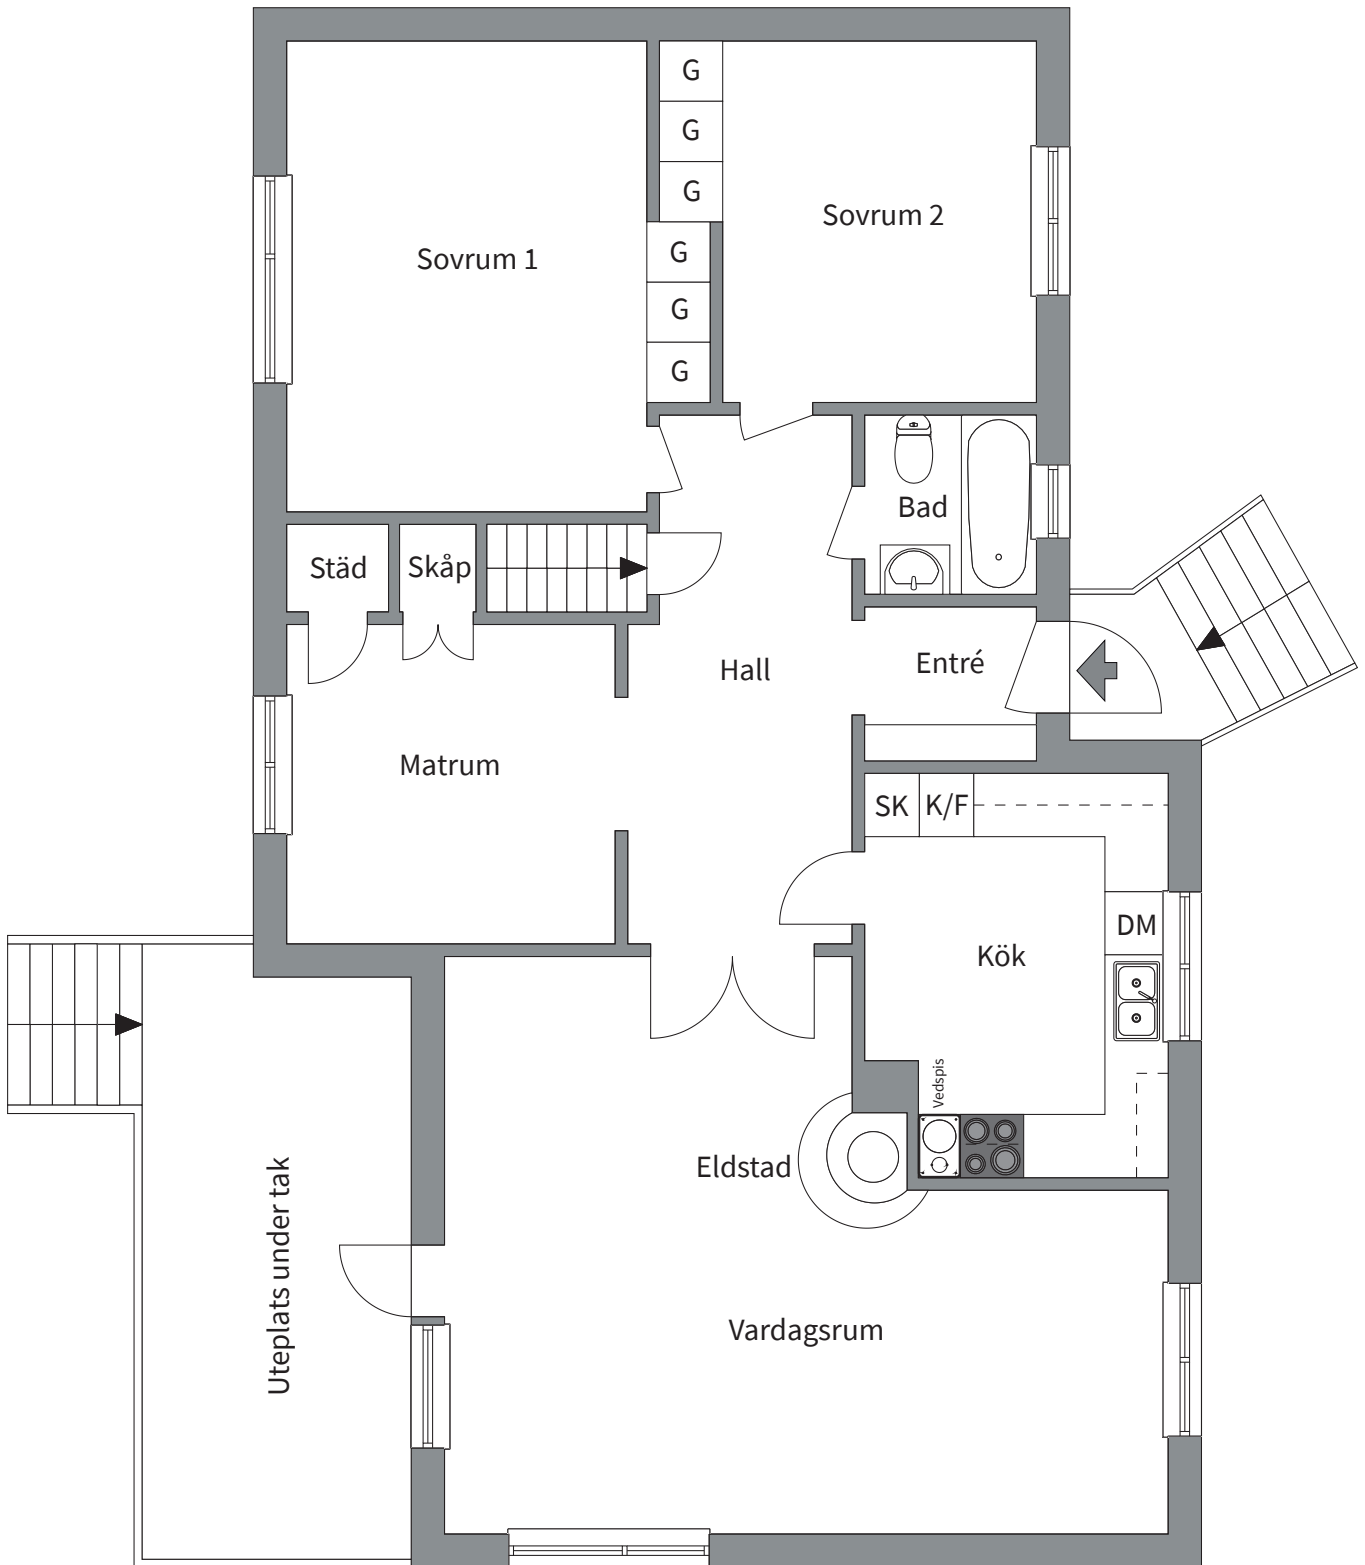 G
G
G
Sovrum 2
Sovrum 1
G
G
G
Bad
Städ
Skåp
Hall
Entré
Matrum
SK
K/F
DM
Kök
Vedspis
Eldstad
Uteplats under tak
Vardagsrum